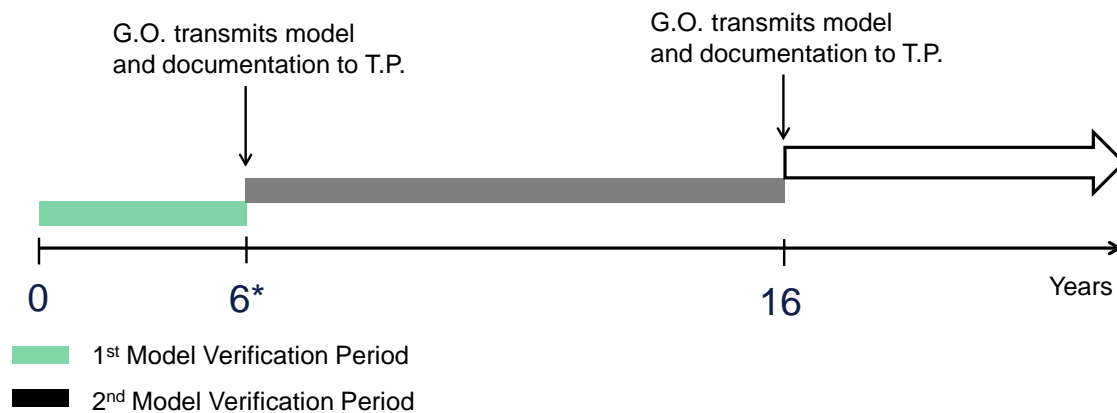 G.O. transmits model
and documentation to T.P.
G.O. transmits model
and documentation to T.P.
0
6*
16
Years
1st Model Verification Period
2nd Model Verification Period